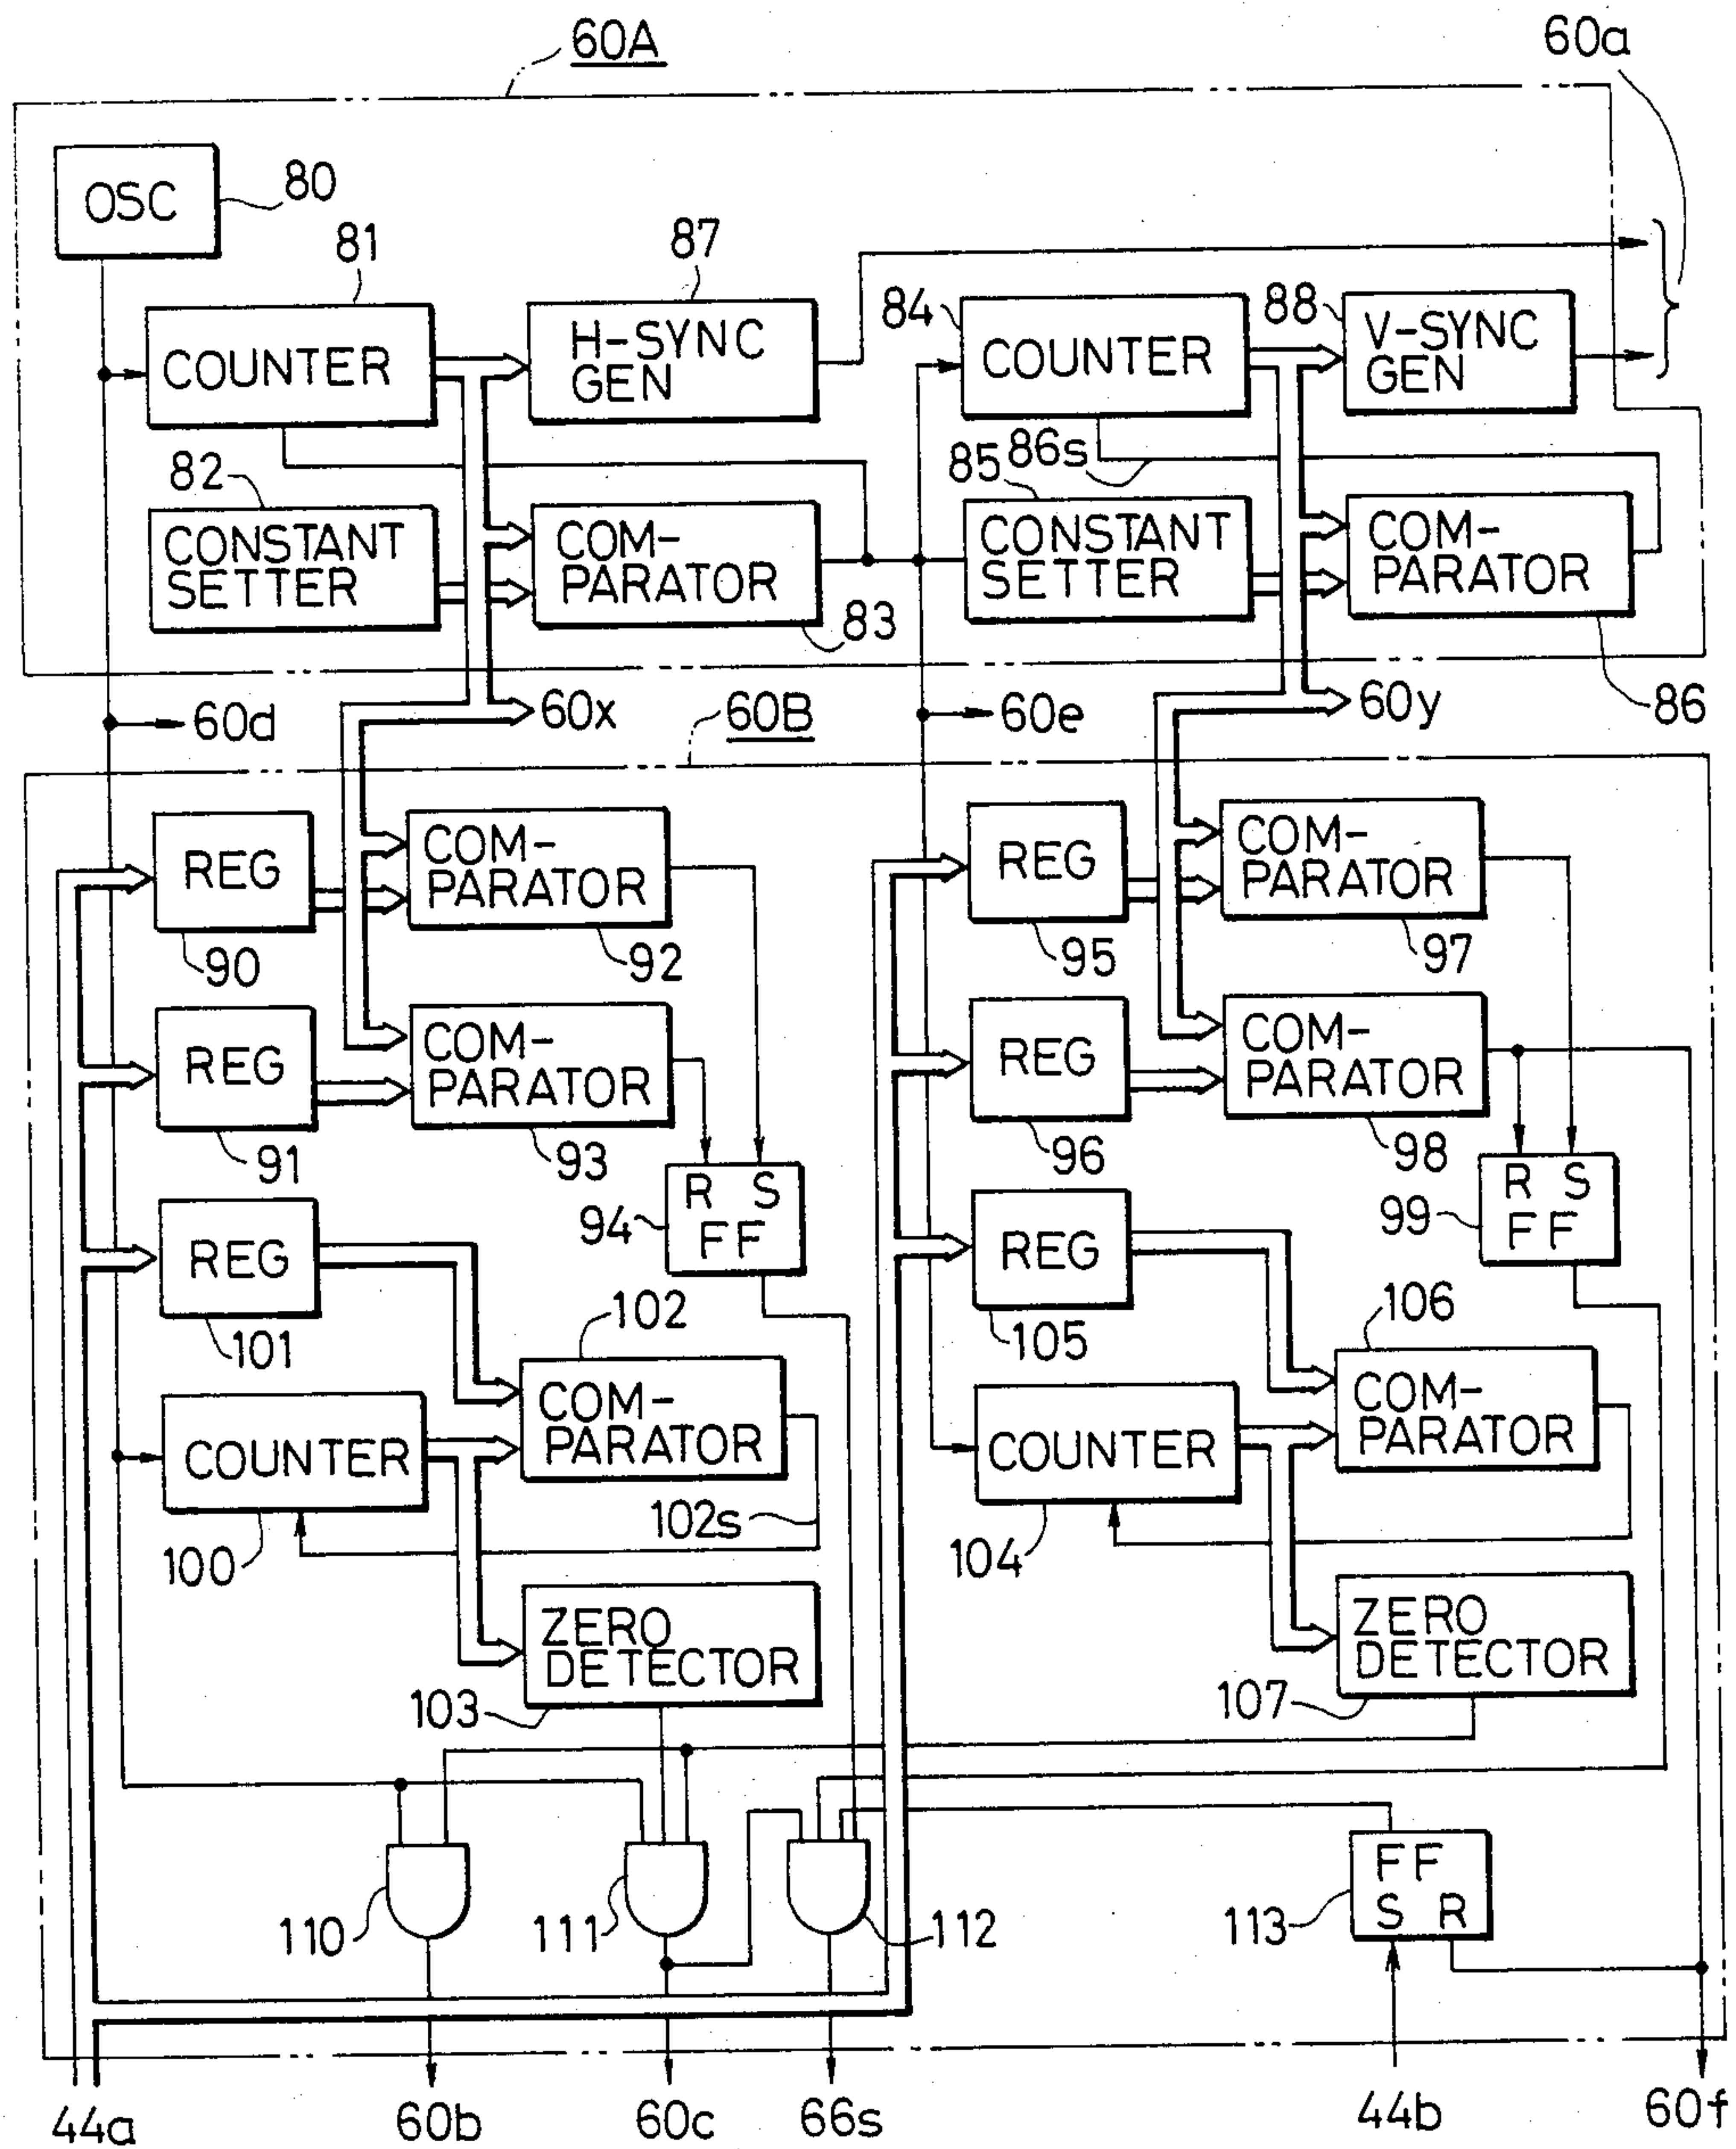 60A
60a
OSC
80
81
87
84
88
COUNTER
H-SYNC
GEN
COUNTER
V-SYNC
GEN
82
85
86s
CONSTANT
SETTER
COM-
PARATOR
CONSTANT
SETTER
COM-
PARATOR
83
86
60d
60x
60B
60e
60y
REG
COM-
PARATOR
REG
COM-
PARATOR
90
92
95
97
REG
COM-
PARATOR
REG
COM-
PARATOR
91
93
96
98
R S
FF
94
R S
FF
99
REG
REG
101
102
105
106
COUNTER
COM-
PARATOR
COUNTER
COM-
PARATOR
102s
100
104
ZERO
DETECTOR
ZERO
DETECTOR
103
107
110
111
112
113
FF
S R
44a
60b
60c
66s
44b
60f